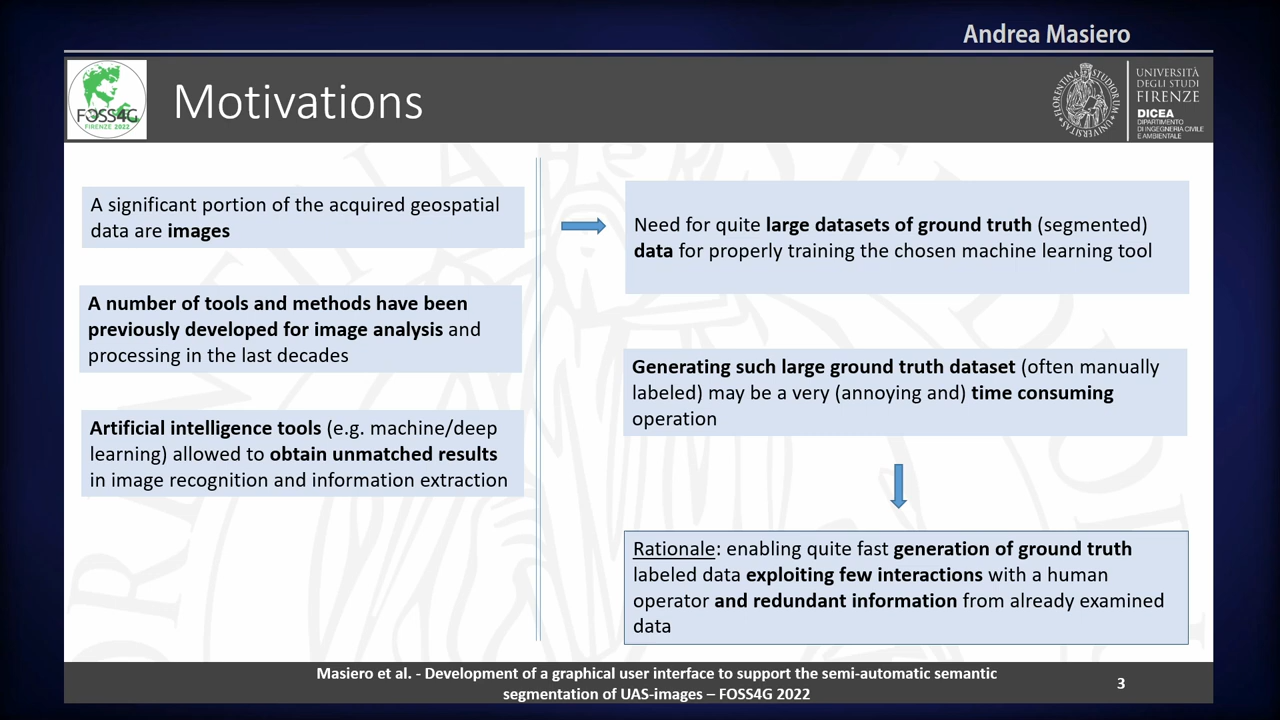 Andrea Masiero
FOSS4G
FIRENZE 2022
Motivations
UNIVERSITÀ
DEGLI STUDI
FIRENZE
DICEA
DIPARTIMENTO
DI INGEGNERIA CIVILE
E AMBIENTALE
A significant portion of the acquired geospatial
data are images
A number of tools and methods have been
previously developed for image analysis and
processing in the last decades
Artificial intelligence tools (e.g. machine/deep
learning) allowed to obtain unmatched results
in image recognition and information extraction
Need for quite large datasets of ground truth (segmented)
data for properly training the chosen machine learning tool
Generating such large ground truth dataset (often manually
labeled) may be a very (annoying and) time consuming
operation
Rationale: enabling quite fast generation of ground truth
labeled data exploiting few interactions with a human
operator and redundant information from already examined
data
Masiero et al. - Development of a graphical user interface to support the semi-automatic semantic
segmentation of UAS-images – FOSS4G 2022
3